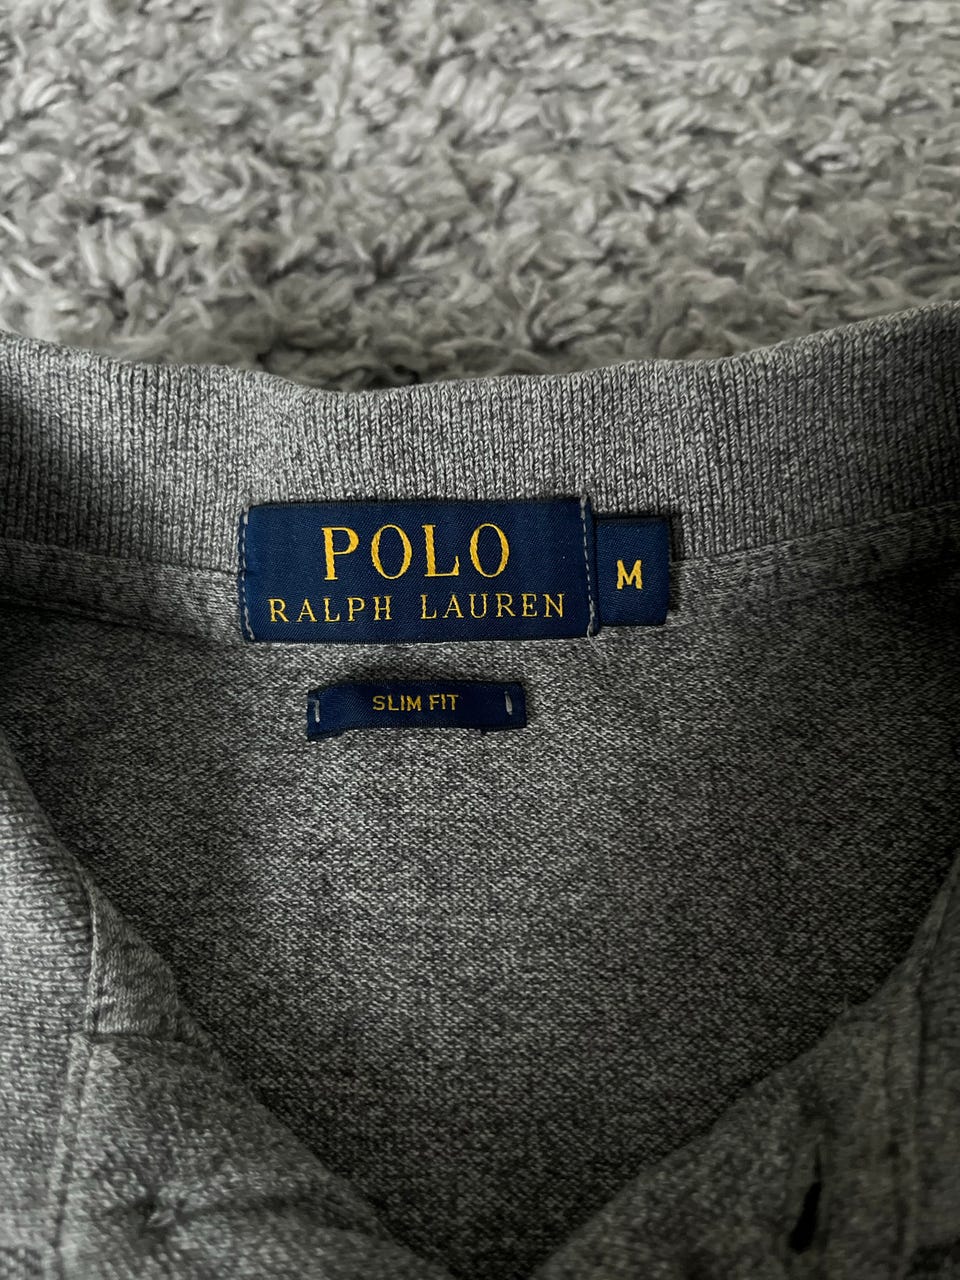 POLO
RALPH LAUREN
M
SLIM FIT